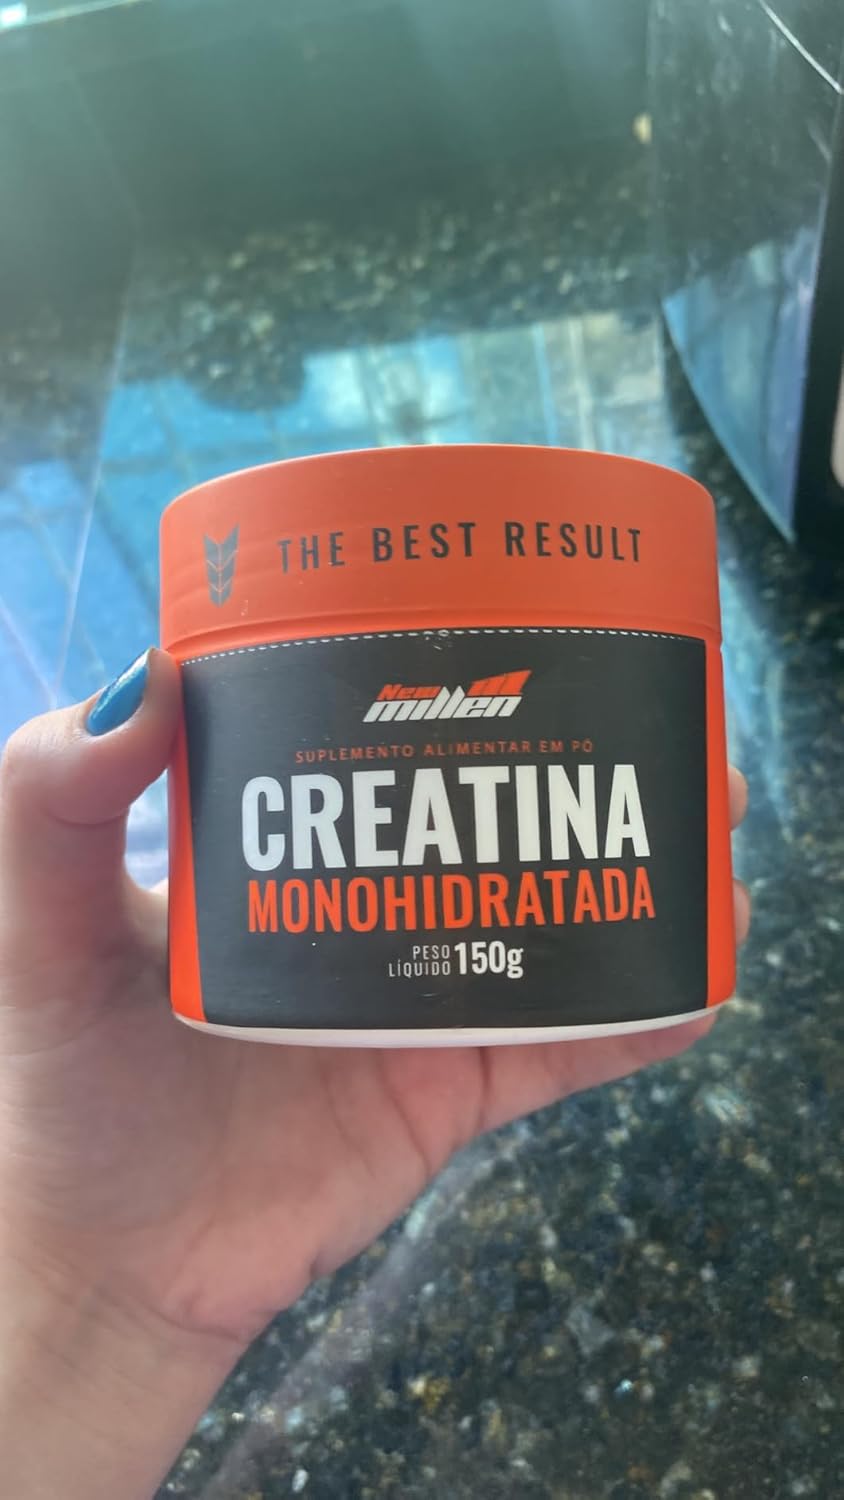 THE BEST RESULT
New
millen
SUPLEMENTO ALIMENTAR EM PÓ
CREATINA
MONOHIDRATADA
PESO
LÍQUIDO 150g